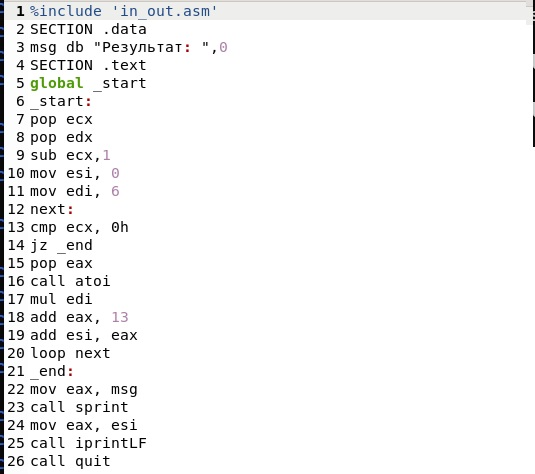 1 %include 'in_out.asm'
2 SECTION .data
3 msg db "Результат: ",0
4 SECTION .text
5 global _start
6 _start:
7 pop ecx
8 pop edx
9 sub ecx,1
10 mov esi, 0
11 mov edi, 6
12 next:
13 cmp ecx, 0h
14 jz _end
15 pop eax
16 call atoi
17 mul edi
18 add eax, 13
19 add esi, eax
20 loop next
21 _end:
22 mov eax, msg
23 call sprint
24 mov eax, esi
25 call iprintLF
26 call quit